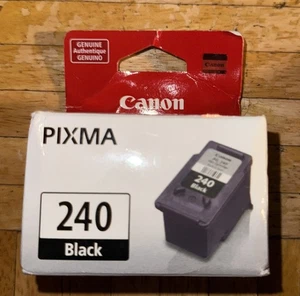 GENUINE
Authentique
GENUINO
Canon
PIXMA
240
Black
240
Black